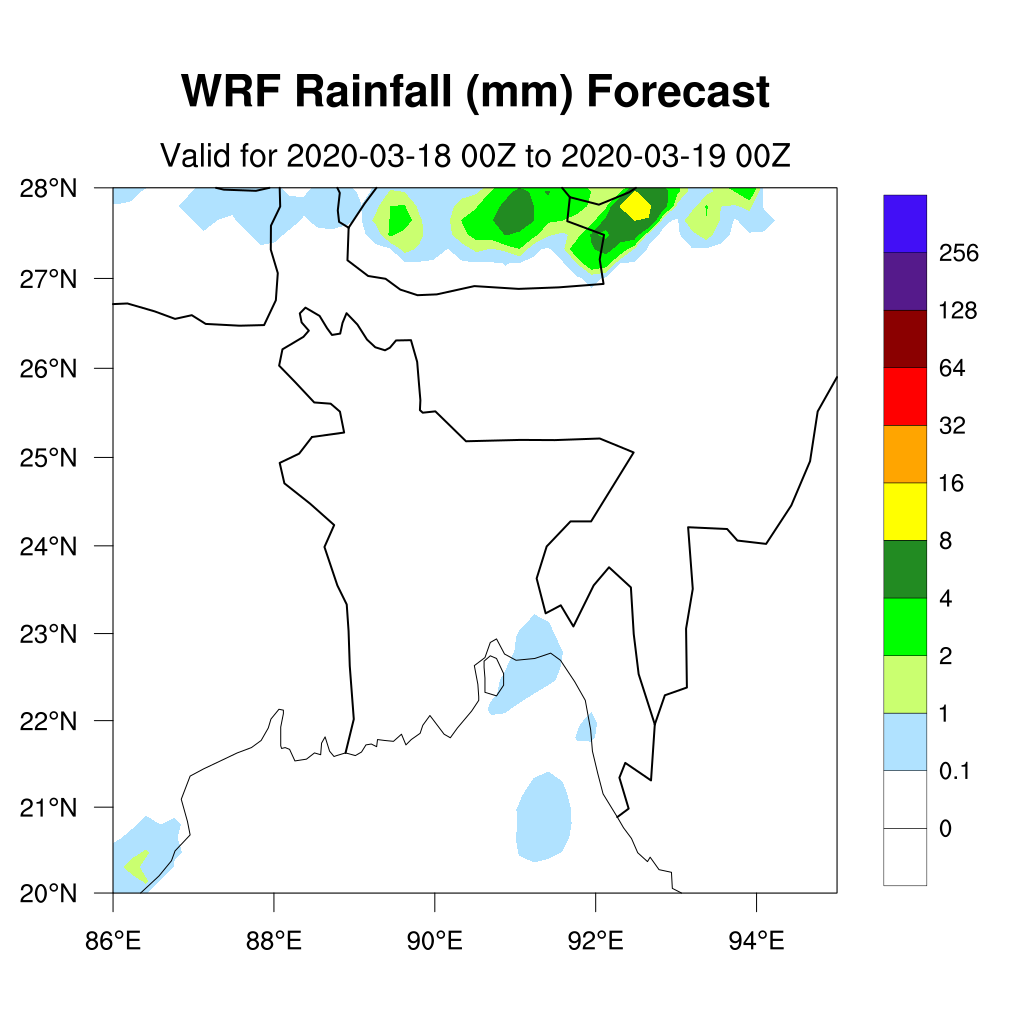 WRF Rainfall (mm) Forecast
Valid for 2020-03-18 00Z to 2020-03-19 00Z
28°N
27°N
26°N
25°N
24°N
23°N
22°N
21°N
20°N
86°E 88°E 90°E 92°E 94°E
256
128
64
32
16
8
4
2
1
0.1
0